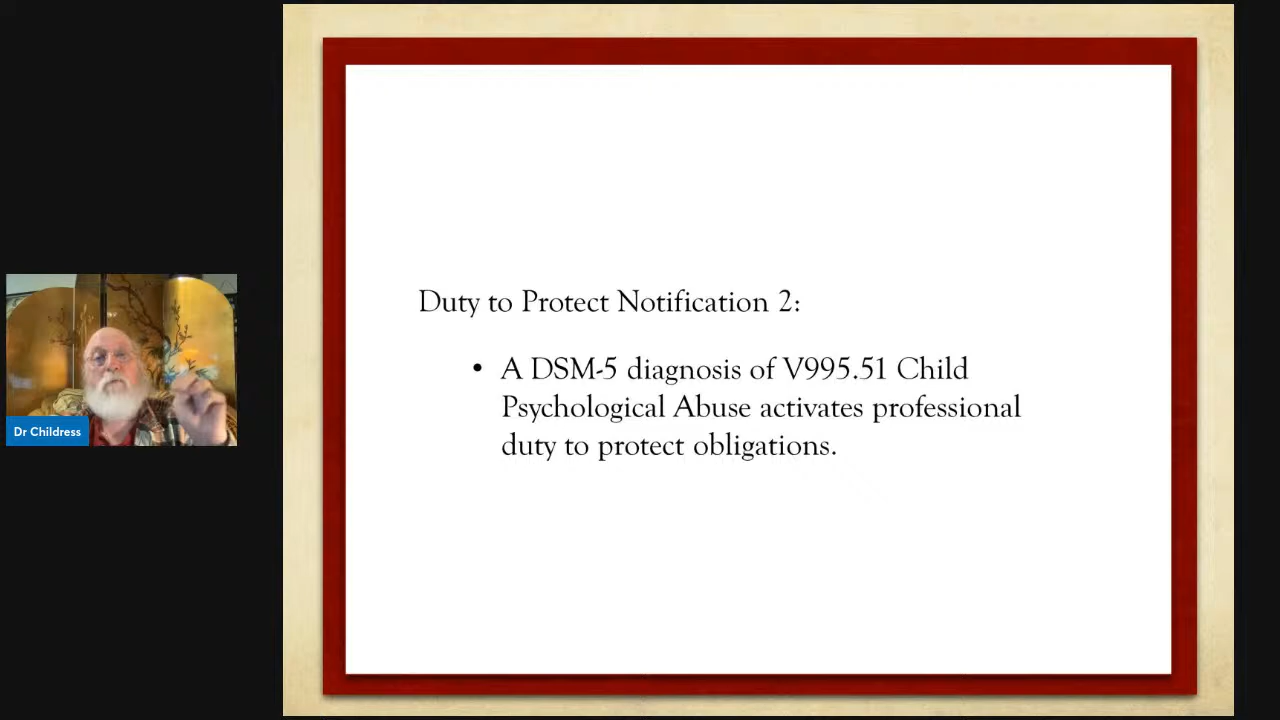 Duty to Protect Notification 2:
• A DSM-5 diagnosis of V995.51 Child
Psychological Abuse activates professional
duty to protect obligations.
Dr Childress